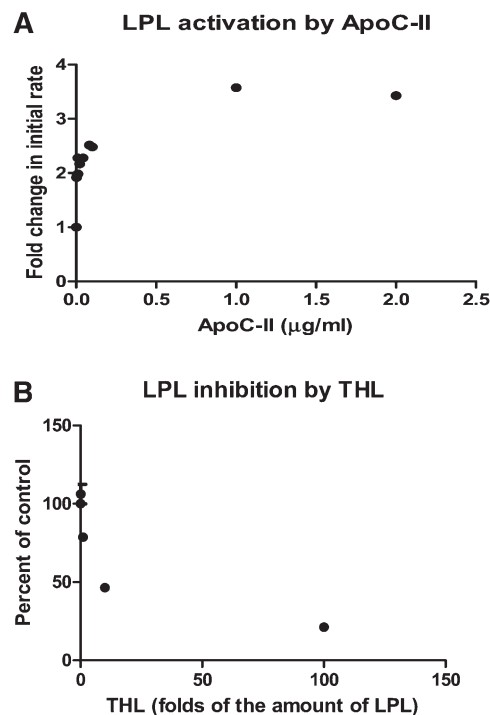 A
LPL activation by ApoC-II
Fold change in initial rate
4
3
2
1
0
0.0 0.5 1.0 1.5 2.0 2.5
ApoC-II (μg/ml)
B
LPL inhibition by THL
Percent of control
150
100
50
0
0 50 100 150
THL (folds of the amount of LPL)